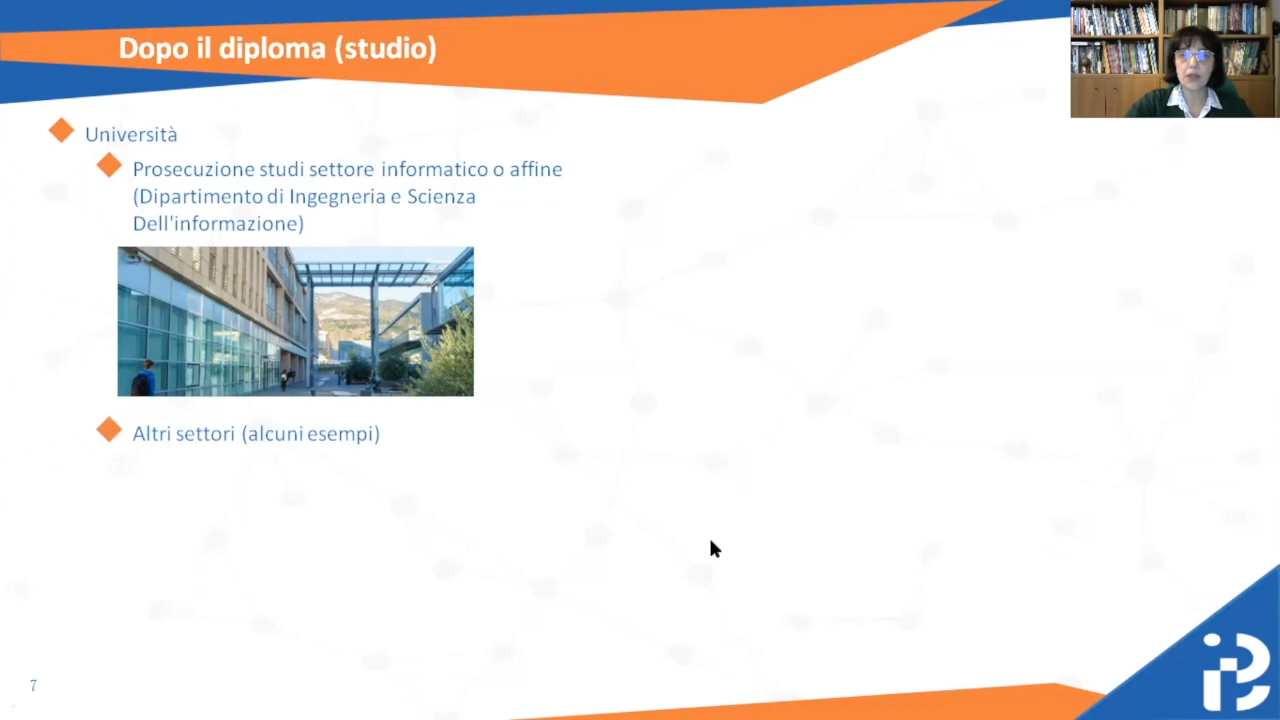 Dopo il diploma (studio)
Università
Prosecuzione studi settore informatico o affine
(Dipartimento di Ingegneria e Scienza
Dell'informazione)
Altri settori (alcuni esempi)
7